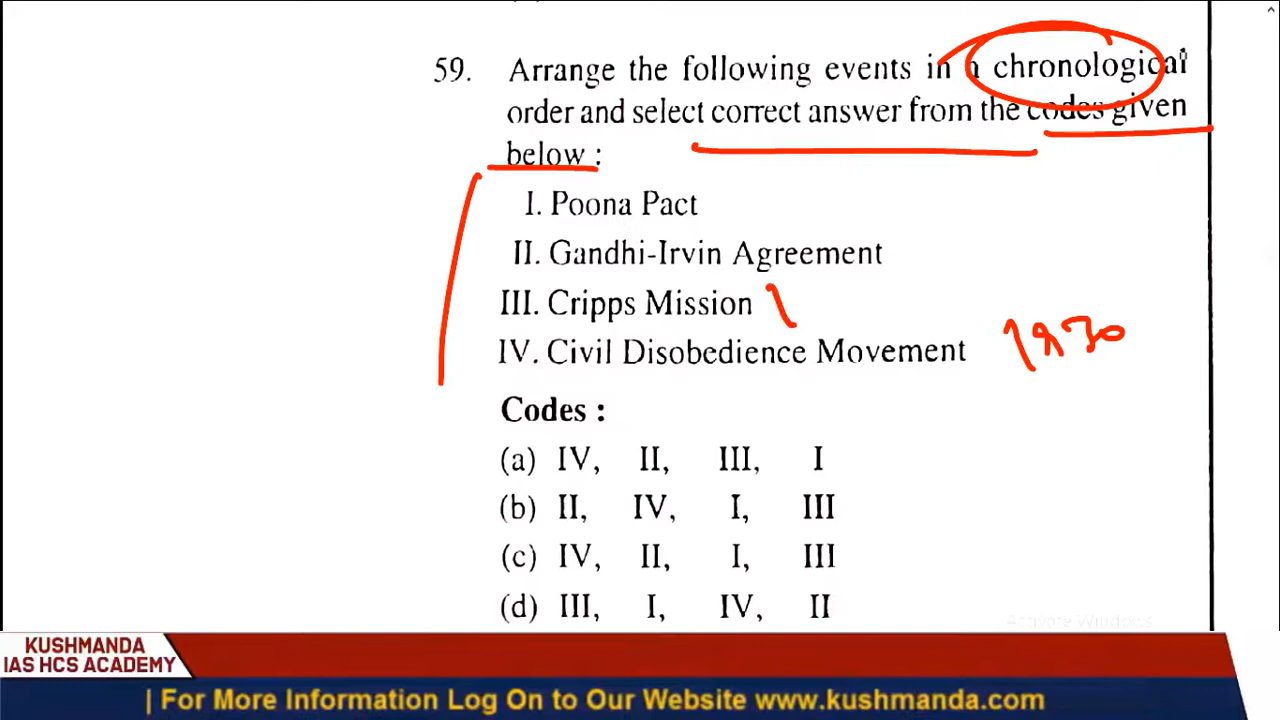 59. Arrange the following events in a chronological
order and select correct answer from the codes given
below :
I. Poona Pact
II. Gandhi-Irvin Agreement
III. Cripps Mission
IV. Civil Disobedience Movement 1930
Codes :
(a) IV, II, III, I
(b) II, IV, I, III
(c) IV, II, I, III
(d) III, I, IV, II
Activate Windows
KUSHMANDA
IAS HCS ACADEMY
| For More Information Log On to Our Website www.kushmanda.com